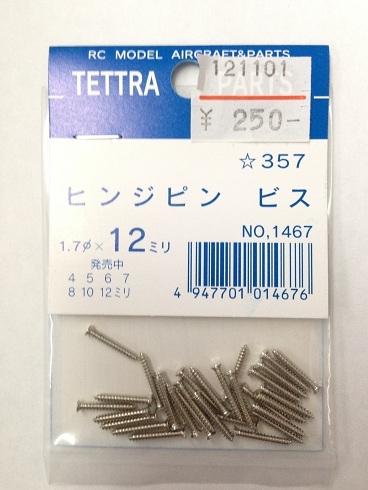 RC MODEL AIRCRAFT&PARTS
TETTRA PARTS
121101
¥ 250-
☆357
ヒンジピン ビス
1.7φ×12ミリ
NO,1467
発売中
4 5 6 7
8 10 12ミリ
4 947701 014676